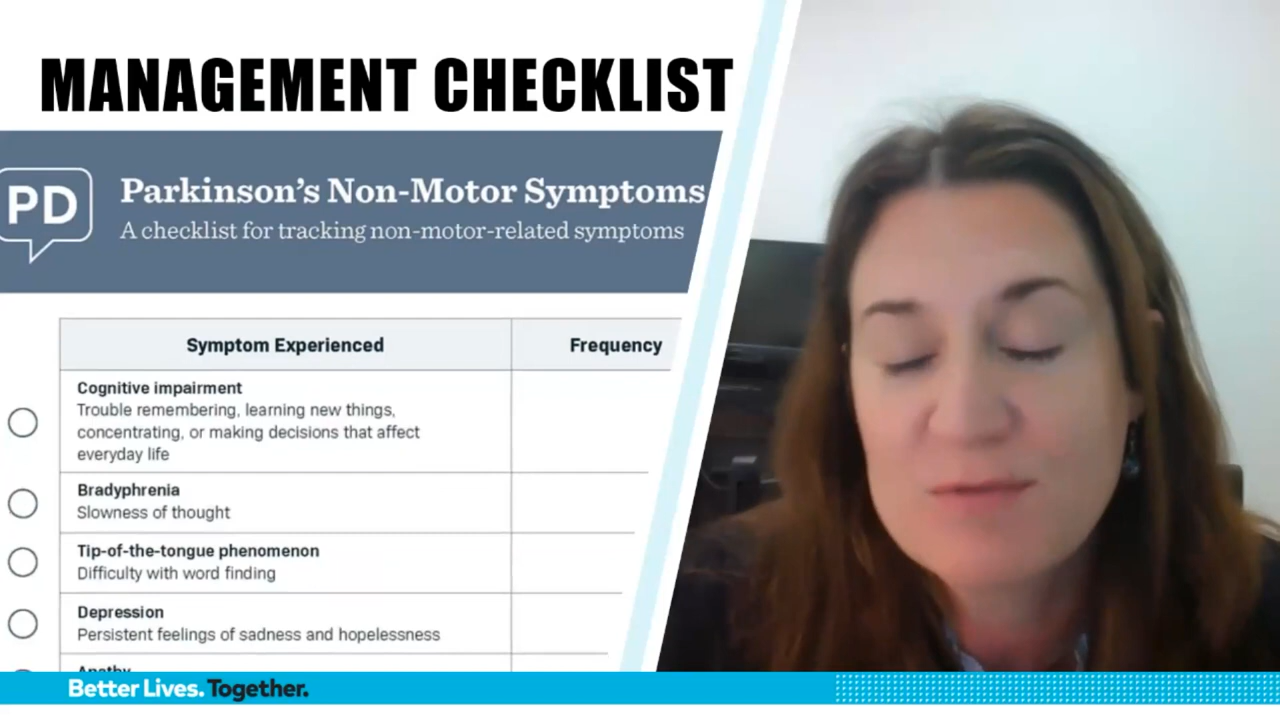 MANAGEMENT CHECKLIST
PD
Parkinson's Non-Motor Symptoms
A checklist for tracking non-motor-related symptoms
Symptom Experienced
Frequency
Cognitive impairment
Trouble remembering, learning new things,
concentrating, or making decisions that affect
everyday life
Bradyphrenia
Slowness of thought
Tip-of-the-tongue phenomenon
Difficulty with word finding
Depression
Persistent feelings of sadness and hopelessness
Apathy
Better Lives. Together.